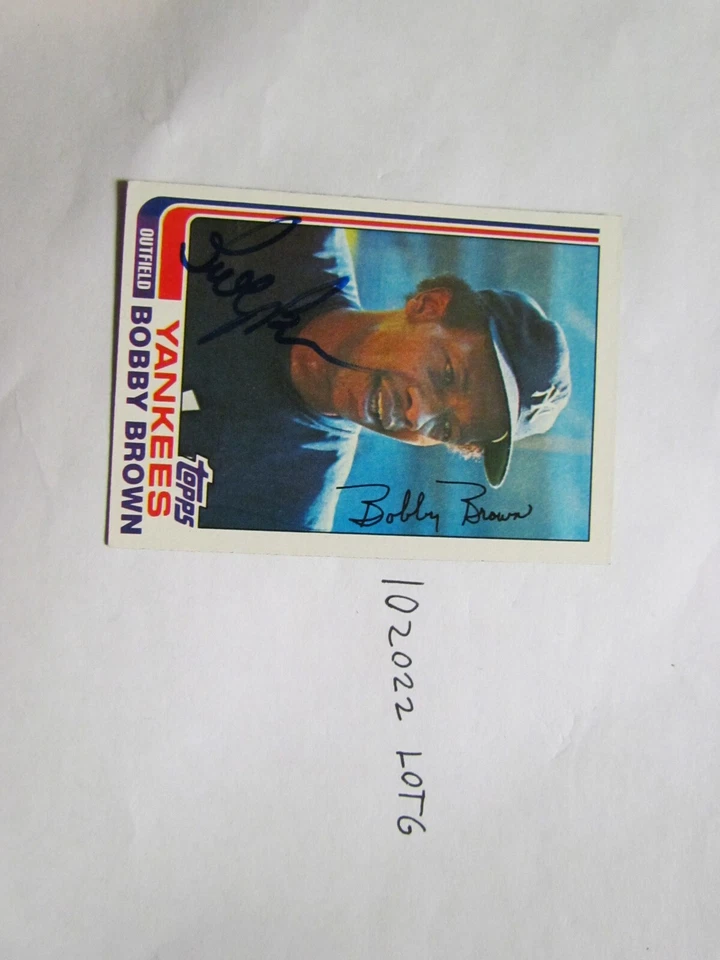 Bobby Brown
topps
YANKEES
OUTFIELD
BOBBY BROWN
102022 LOTG